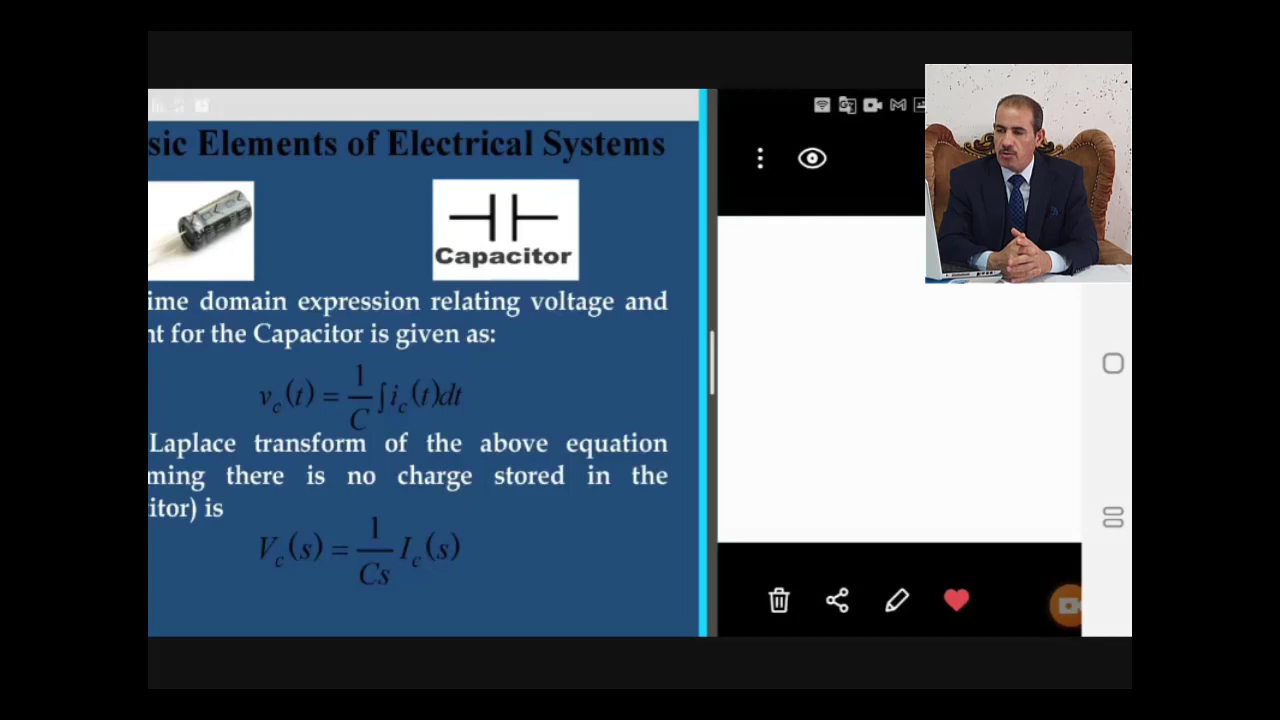 sic Elements of Electrical Systems
Capacitor
ime domain expression relating voltage and
nt for the Capacitor is given as:
v_c(t) = 1/C ∫ i_c(t)dt
Laplace transform of the above equation
ming there is no charge stored in the
itor) is
V_c(s) = 1/Cs I_c(s)